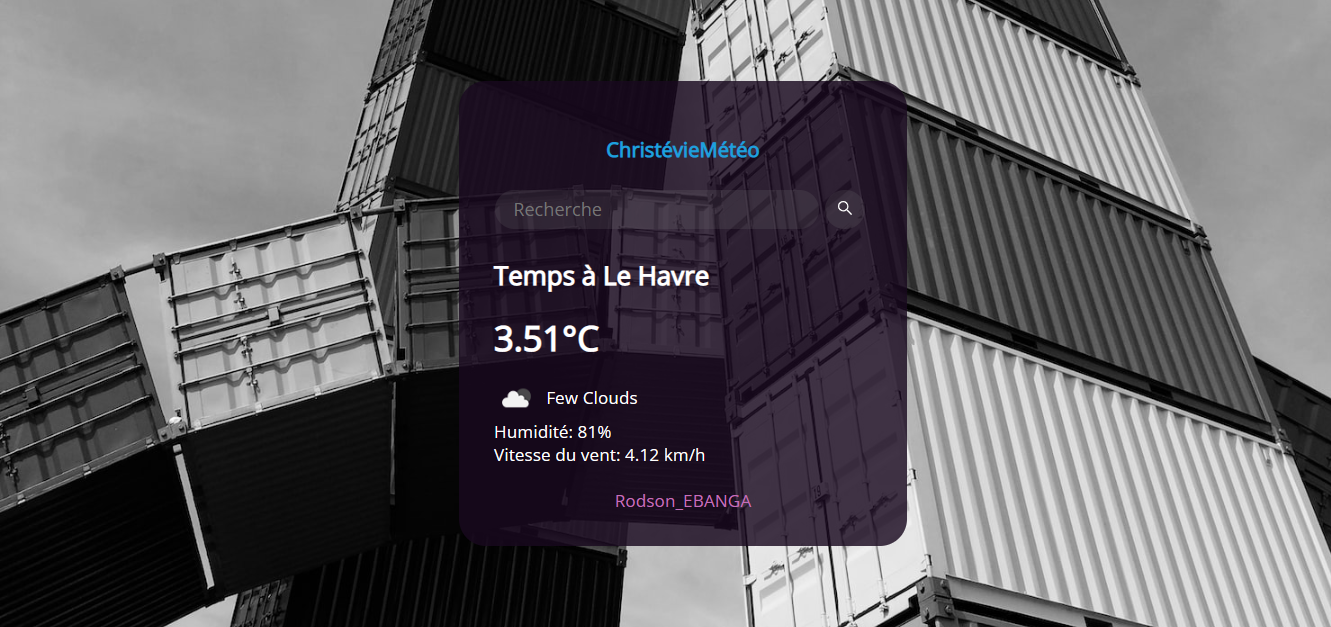 ChristévieMétéo
Recherche
Temps à Le Havre
3.51°C
Few Clouds
Humidité: 81%
Vitesse du vent: 4.12 km/h
Rodson_EBANGA